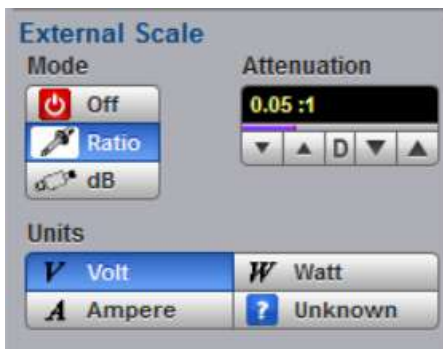 External Scale
Mode
Attenuation
Off
0.05 :1
Ratio
D
dB
Units
V Volt
W Watt
A Ampere
? Unknown